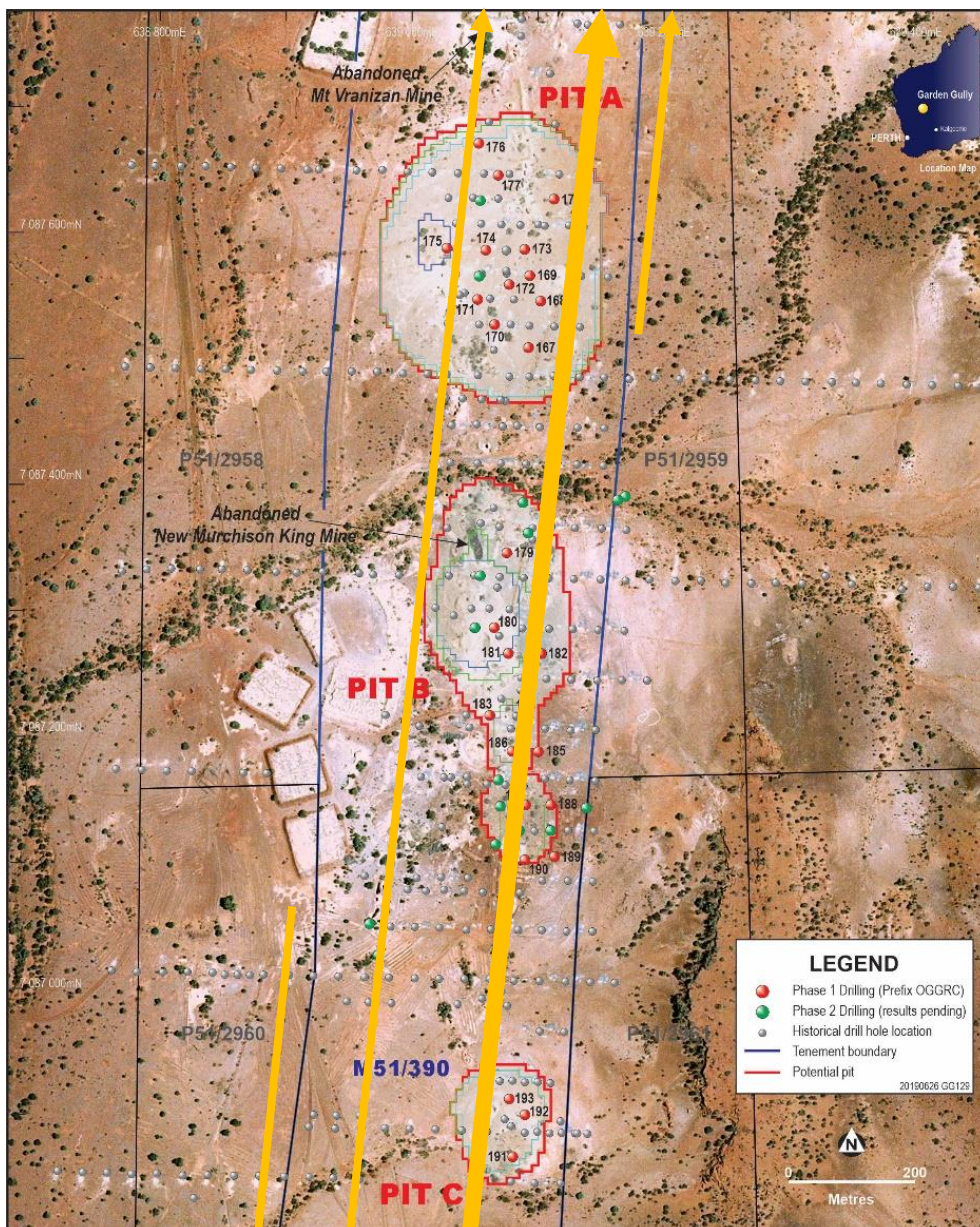 638 800mE
Abandoned
Mt Vranizan Mine
PIT A
Garden Gully
Kalgoorlie
PERTH
Location Map
176
177
7 087 600mN
175
174
173
169
172
171
168
170
167
P51/2958
P51/2959
7 087 400mN
Abandoned
New Murchison King Mine
179
180
181
182
PIT B
183
7 087 200mN
186
185
188
189
190
7 087 000mN
P51/2960
M51/390
193
192
191
PIT C
LEGEND
Phase 1 Drilling (Prefix OGGRC)
Phase 2 Drilling (results pending)
Historical drill hole location
Tenement boundary
Potential pit
20190626 GG129
N
0 200
Metres